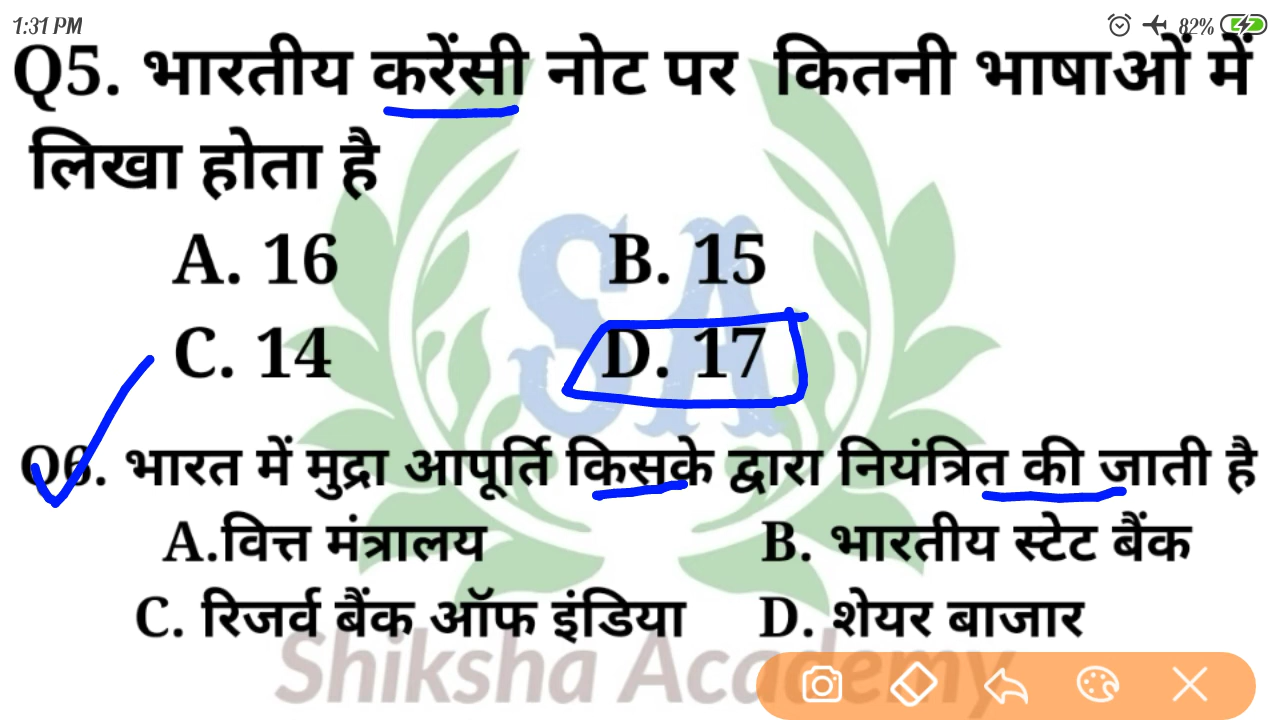 1:31 PM
82%
Q5. भारतीय करेंसी नोट पर कितनी भाषाओं में
लिखा होता है
A. 16 B. 15
C. 14 D. 17
Q6. भारत में मुद्रा आपूर्ति किसके द्वारा नियंत्रित की जाती है
A.वित्त मंत्रालय B. भारतीय स्टेट बैंक
C. रिजर्व बैंक ऑफ इंडिया D. शेयर बाजार
SA
Shiksha Academy